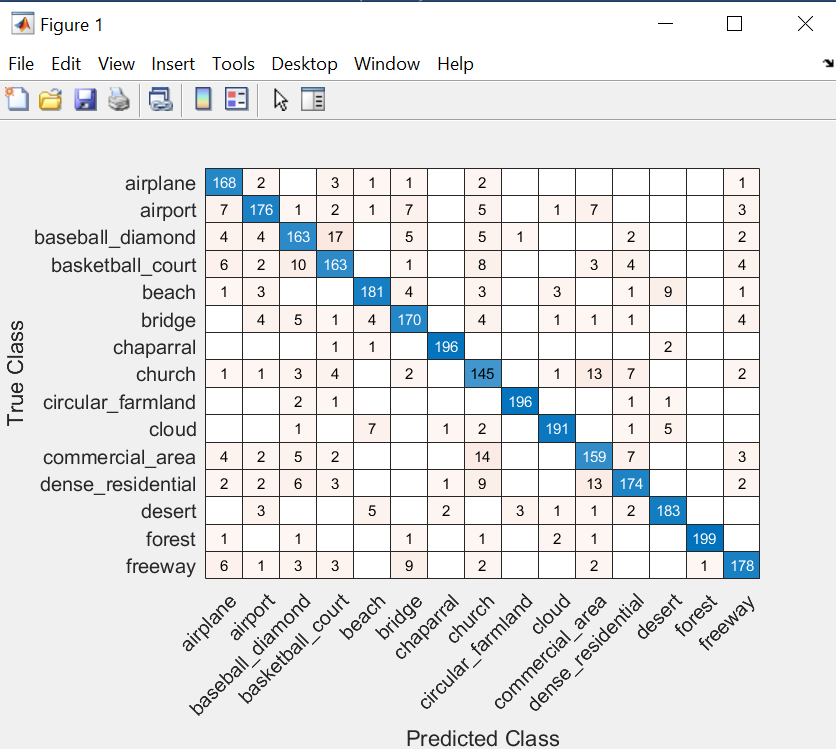 Figure 1
File Edit View Insert Tools Desktop Window Help
True Class
airplane 168 2 3 1 1 2 1
airport 7 176 1 2 1 7 5 1 7 3
baseball_diamond 4 4 163 17 5 5 1 2 2
basketball_court 6 2 10 163 1 8 3 4 4
beach 1 3 181 4 3 3 1 9 1
bridge 4 5 1 4 170 4 1 1 1 4
chaparral 1 1 196 2
church 1 1 3 4 2 145 1 13 7 2
circular_farmland 2 1 196 1 1
cloud 1 7 1 2 191 1 5
commercial_area 4 2 5 2 14 159 7 3
dense_residential 2 2 6 3 1 9 13 174 2
desert 3 5 2 3 1 1 2 183
forest 1 1 1 1 2 1 199
freeway 6 1 3 3 9 2 2 1 178
airplane airport baseball_diamond basketball_court beach bridge chaparral church circular_farmland cloud commercial_area dense_residential desert forest freeway
Predicted Class